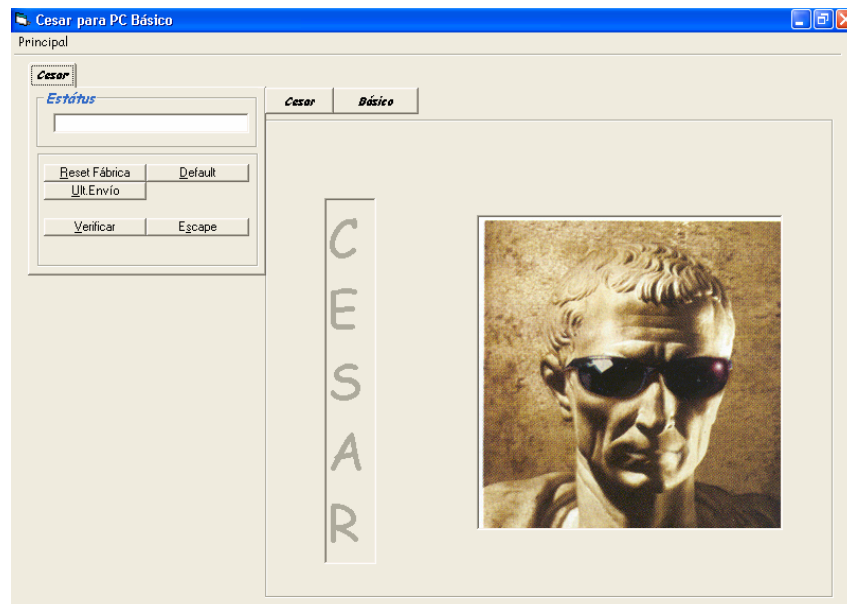 Cesar para PC Básico
Principal
Cesar
Estátus
Cesar Básico
Reset Fábrica Default
Ult.Envío
Verificar Escape
C
E
S
A
R